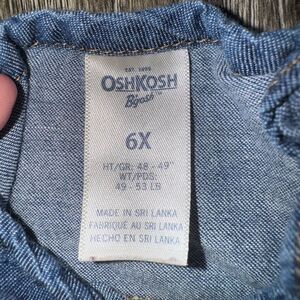 EST. 1895
OSHKOSH
B'gosh™
6X
HT/GR: 48 - 49"
WT/PDS:
49 - 53 LB
MADE IN SRI LANKA
FABRIQUÉ AU SRI LANKA
HECHO EN SRI LANKA